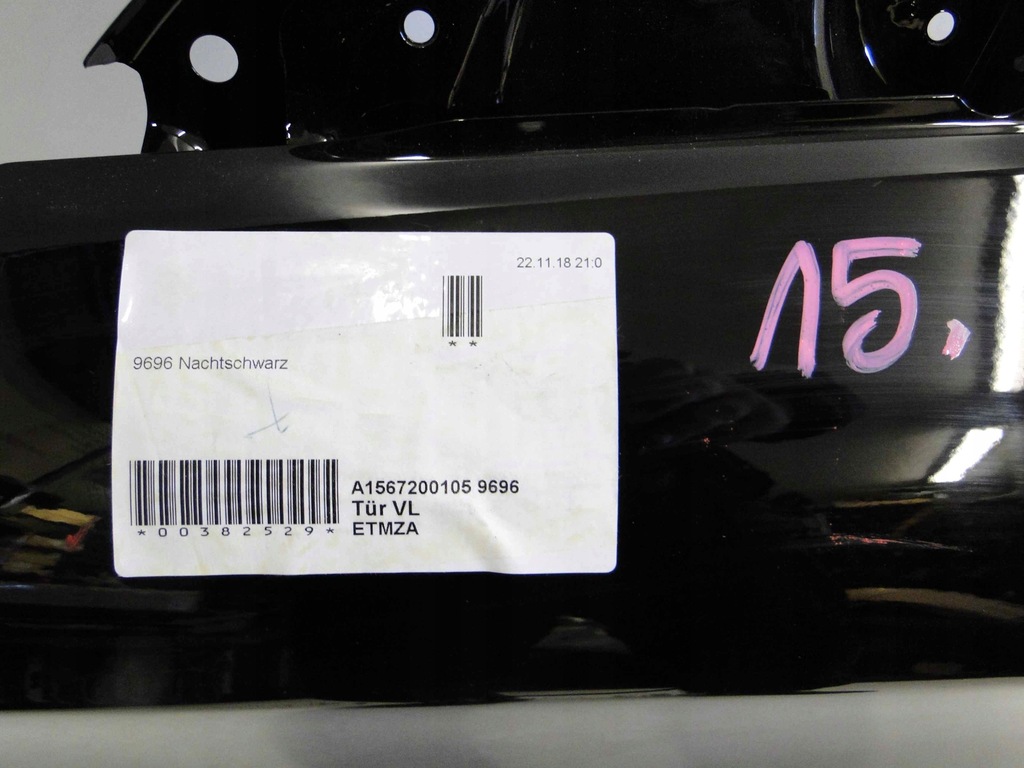 22.11.18 21:0
* *
9696 Nachtschwarz
A1567200105 9696
Tür VL
*00382529*
ETMZA
15.